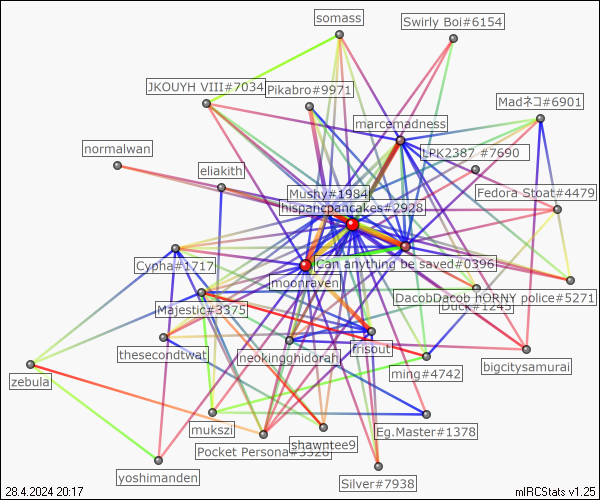 somass
Swirly Boi#6154
JKOUYH VIII#7034
Pikabro#9971
Madネコ#6901
marcemadness
normalwan
LPK2387 #7690
eliakith
Mushy#1984
Fedora Stoat#4479
hispancpancakes#2928
Cypha#1717
Can anything be saved#0396
moonraven
DacobDacob hORNY police#5271
Majestic#3375
Duck#1245
thesecondtwat
neokingghidorah
frisout
bigcitysamurai
zebula
ming#4742
mukszi
Eg.Master#1378
Pocket Persona#3326
shawntee9
yoshimanden
Silver#7938
28.4.2024 20:17
mIRCStats v1.25